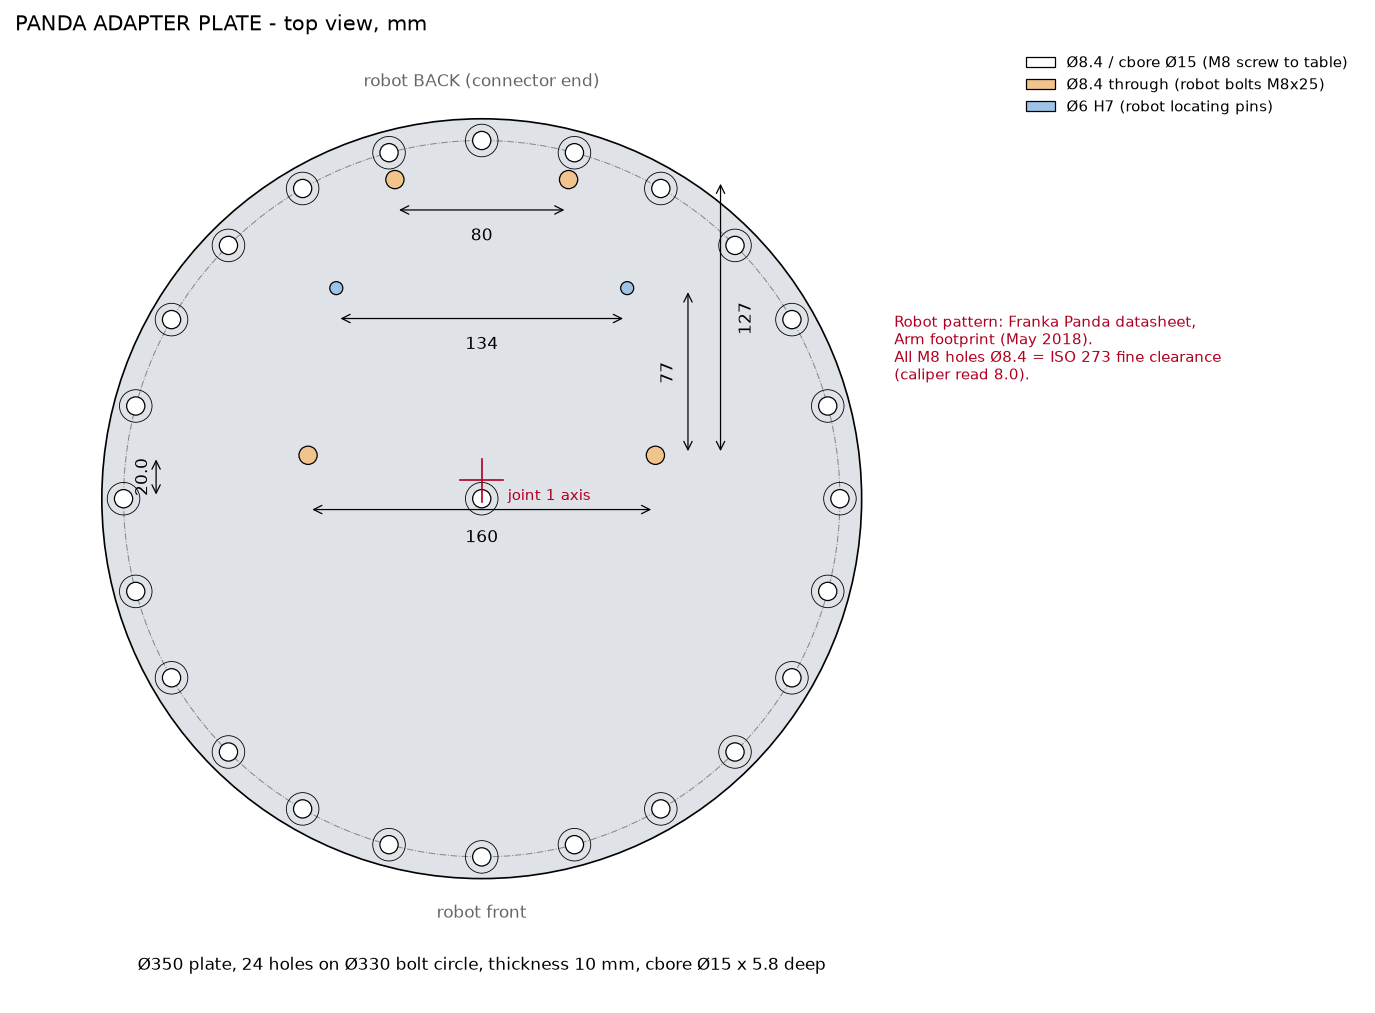 PANDA ADAPTER PLATE - top view, mm
Ø8.4 / cbore Ø15 (M8 screw to table)
Ø8.4 through (robot bolts M8x25)
Ø6 H7 (robot locating pins)
robot BACK (connector end)
80
127
134
77
Robot pattern: Franka Panda datasheet,
Arm footprint (May 2018).
All M8 holes Ø8.4 = ISO 273 fine clearance
(caliper read 8.0).
20.0
joint 1 axis
160
robot front
Ø350 plate, 24 holes on Ø330 bolt circle, thickness 10 mm, cbore Ø15 x 5.8 deep